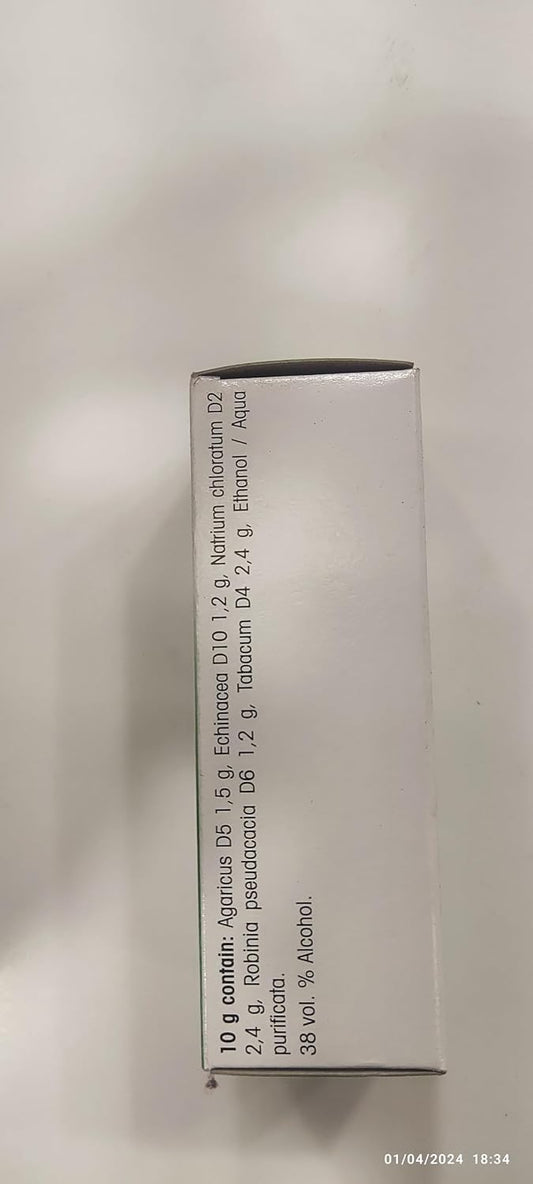 10 g contain: Agaricus D5 1,5 g, Echinacea D10 1,2 g, Natrium chloratum D2
2,4 g, Robinia pseudacacia D6 1,2 g, Tabacum D4 2,4 g, Ethanol / Aqua
purificata.
38 vol. % Alcohol.
01/04/2024 18:34